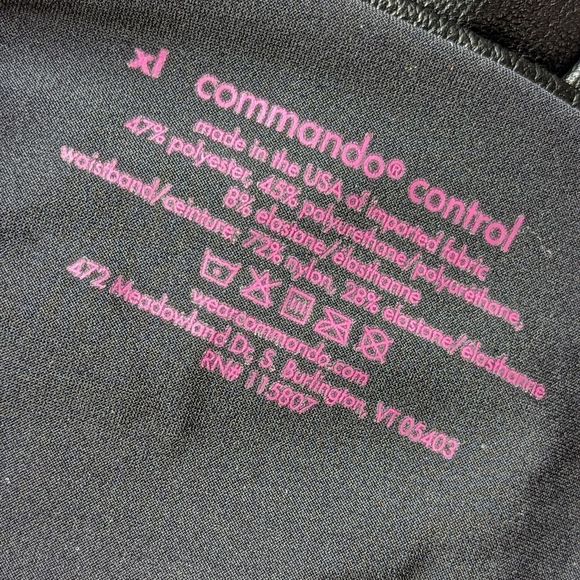 xl commando® control
made in the USA of imported fabric
47% polyester, 45% polyurethane/polyuréthane,
8% elastane/élasthanne
waistband/ceinture: 72% nylon, 28% elastane/élasthanne
wearcommando.com
472 Meadowland Dr, S. Burlington, VT 05403
RN# 115807